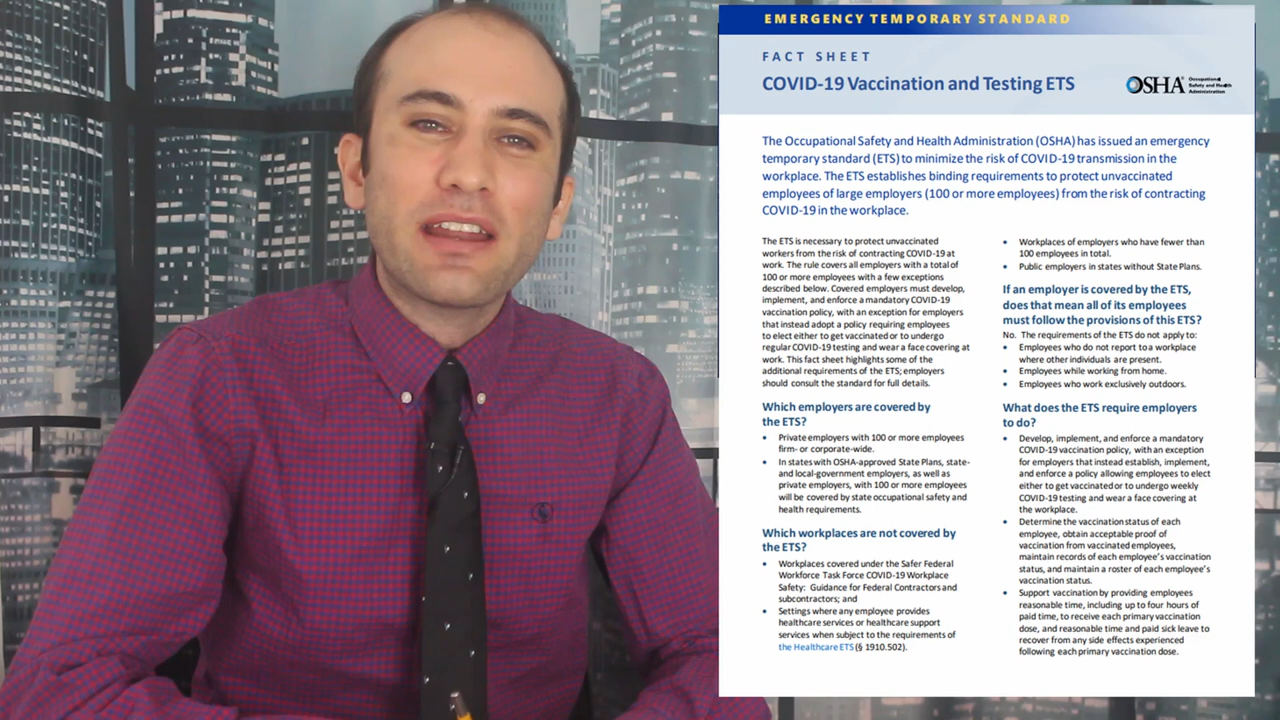 EMERGENCY TEMPORARY STANDARD
FACT SHEET
COVID-19 Vaccination and Testing ETS
OSHA®
Occupational
Safety and Health
Administration
The Occupational Safety and Health Administration (OSHA) has issued an emergency
temporary standard (ETS) to minimize the risk of COVID-19 transmission in the
workplace. The ETS establishes binding requirements to protect unvaccinated
employees of large employers (100 or more employees) from the risk of contracting
COVID-19 in the workplace.
The ETS is necessary to protect unvaccinated
workers from the risk of contracting COVID-19 at
work. The rule covers all employers with a total of
100 or more employees with a few exceptions
described below. Covered employers must develop,
implement, and enforce a mandatory COVID-19
vaccination policy, with an exception for employers
that instead adopt a policy requiring employees
to elect either to get vaccinated or to undergo
regular COVID-19 testing and wear a face covering at
work. This fact sheet highlights some of the
additional requirements of the ETS; employers
should consult the standard for full details.
Which employers are covered by
the ETS?
• Private employers with 100 or more employees
firm- or corporate-wide.
• In states with OSHA-approved State Plans, state-
and local-government employers, as well as
private employers, with 100 or more employees
will be covered by state occupational safety and
health requirements.
Which workplaces are not covered by
the ETS?
• Workplaces covered under the Safer Federal
Workforce Task Force COVID-19 Workplace
Safety: Guidance for Federal Contractors and
subcontractors; and
• Settings where any employee provides
healthcare services or healthcare support
services when subject to the requirements of
the Healthcare ETS (§ 1910.502).
• Workplaces of employers who have fewer than
100 employees in total.
• Public employers in states without State Plans.
If an employer is covered by the ETS,
does that mean all of its employees
must follow the provisions of this ETS?
No. The requirements of the ETS do not apply to:
• Employees who do not report to a workplace
where other individuals are present.
• Employees while working from home.
• Employees who work exclusively outdoors.
What does the ETS require employers
to do?
• Develop, implement, and enforce a mandatory
COVID-19 vaccination policy, with an exception
for employers that instead establish, implement,
and enforce a policy allowing employees to elect
either to get vaccinated or to undergo weekly
COVID-19 testing and wear a face covering at
the workplace.
• Determine the vaccination status of each
employee, obtain acceptable proof of
vaccination from vaccinated employees,
maintain records of each employee's vaccination
status, and maintain a roster of each employee's
vaccination status.
• Support vaccination by providing employees
reasonable time, including up to four hours of
paid time, to receive each primary vaccination
dose, and reasonable time and paid sick leave to
recover from any side effects experienced
following each primary vaccination dose.